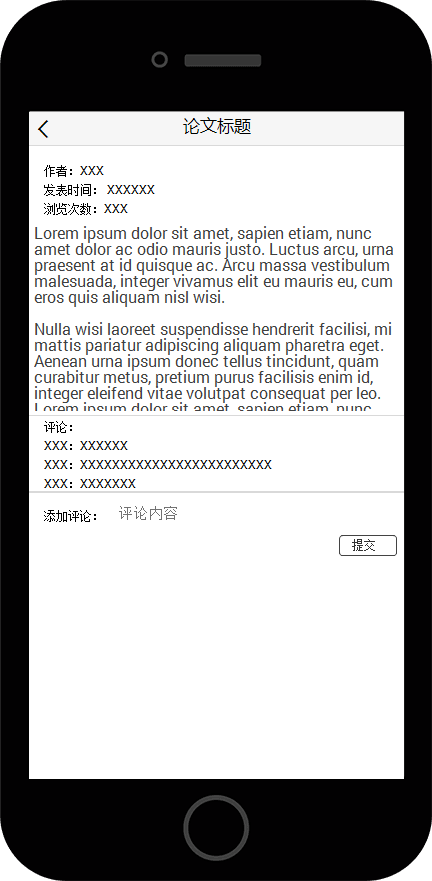 论文标题
作者：XXX
发表时间： XXXXXX
浏览次数：XXX
Lorem ipsum dolor sit amet, sapien etiam, nunc
amet dolor ac odio mauris justo. Luctus arcu, urna
praesent at id quisque ac. Arcu massa vestibulum
malesuada, integer vivamus elit eu mauris eu, cum
eros quis aliquam nisl wisi.
Nulla wisi laoreet suspendisse hendrerit facilisi, mi
mattis pariatur adipiscing aliquam pharetra eget.
Aenean urna ipsum donec tellus tincidunt, quam
curabitur metus, pretium purus facilisis enim id,
integer eleifend vitae volutpat consequat per leo.
Lorem ipsum dolor sit amet, sapien etiam, nunc
评论：
XXX：XXXXXX
XXX：XXXXXXXXXXXXXXXXXXXXXXXX
XXX：XXXXXXX
添加评论： 评论内容
提交